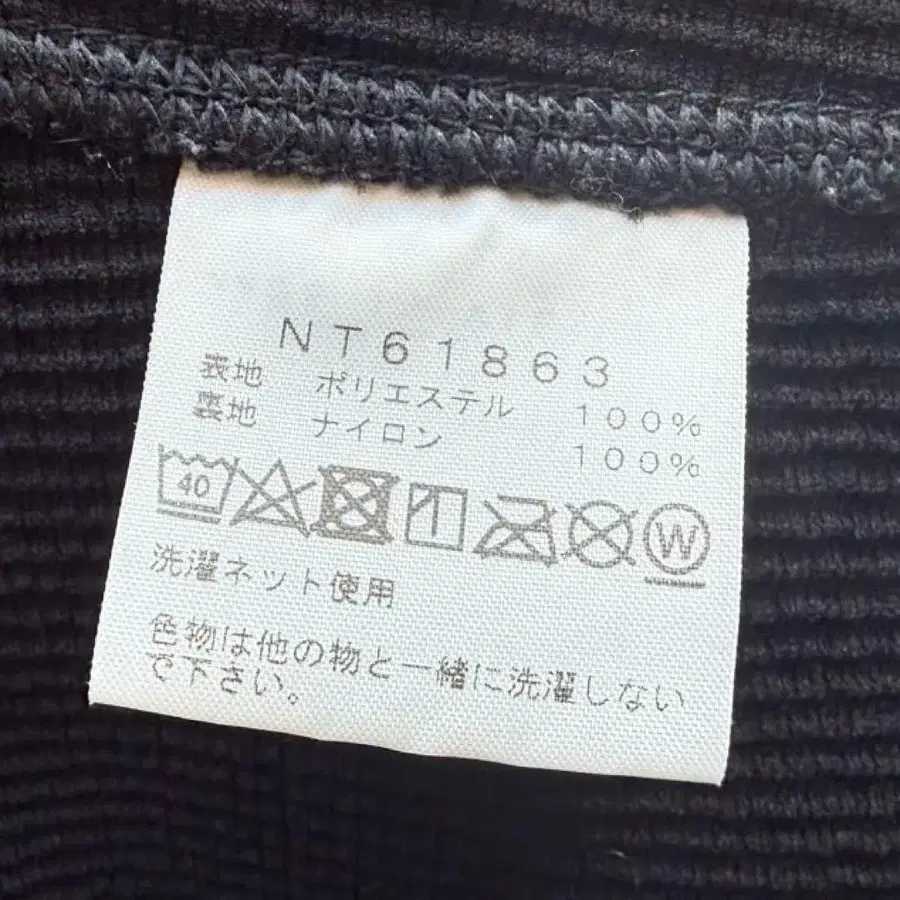 NT61863
表地 ポリエステル 100%
裏地 ナイロン 100%
40 W
洗濯ネット使用
色物は他の物と一緒に洗濯しない
で下さい。